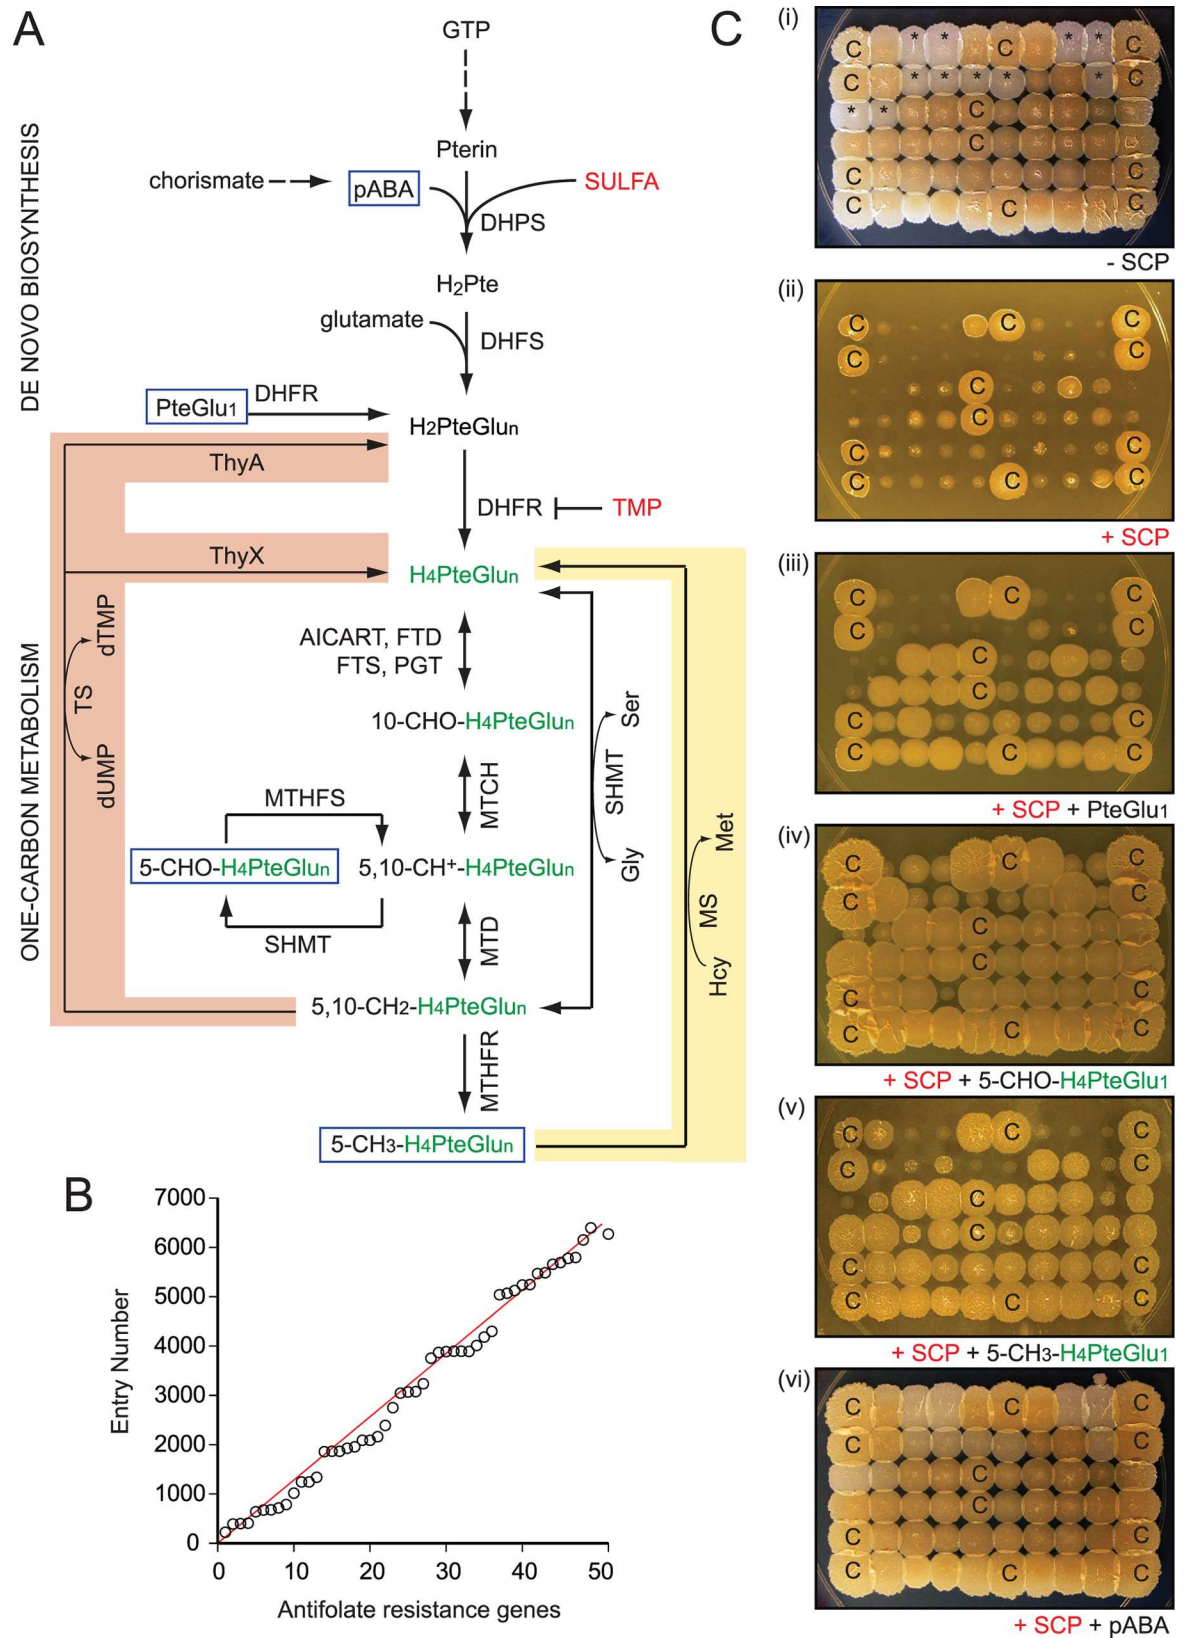 A
GTP
Pterin
chorismate
pABA
SULFA
DHPS
H2Pte
glutamate
DHFS
DE NOVO BIOSYNTHESIS
PteGlu1
DHFR
H2PteGlun
ThyA
DHFR
TMP
ThyX
H4PteGlun
ONE-CARBON METABOLISM
TS
dTMP
dUMP
AICART, FTD
FTS, PGT
10-CHO-H4PteGlun
MTCH
SHMT
Ser
Gly
MS
Met
Hcy
MTHFS
5-CHO-H4PteGlun
5,10-CH+-H4PteGlun
SHMT
MTD
5,10-CH2-H4PteGlun
MTHFR
5-CH3-H4PteGlun
B
7000
6000
5000
4000
3000
2000
1000
0
Entry Number
0 10 20 30 40 50
Antifolate resistance genes
C
(i)
C * * C * * C
C * * * * * C
* * C
C
C C
C C C
- SCP
(ii)
C C C
C C
C
C
C C
C C C
+ SCP
(iii)
C C C
C C
C
C
C C
C C C
+ SCP + PteGlu1
(iv)
C C C
C C
C
C
C C
C C C
+ SCP + 5-CHO-H4PteGlu1
(v)
C C C
C C
C
C
C C
C C C
+ SCP + 5-CH3-H4PteGlu1
(vi)
C C C
C C
C
C
C C
C C C
+ SCP + pABA